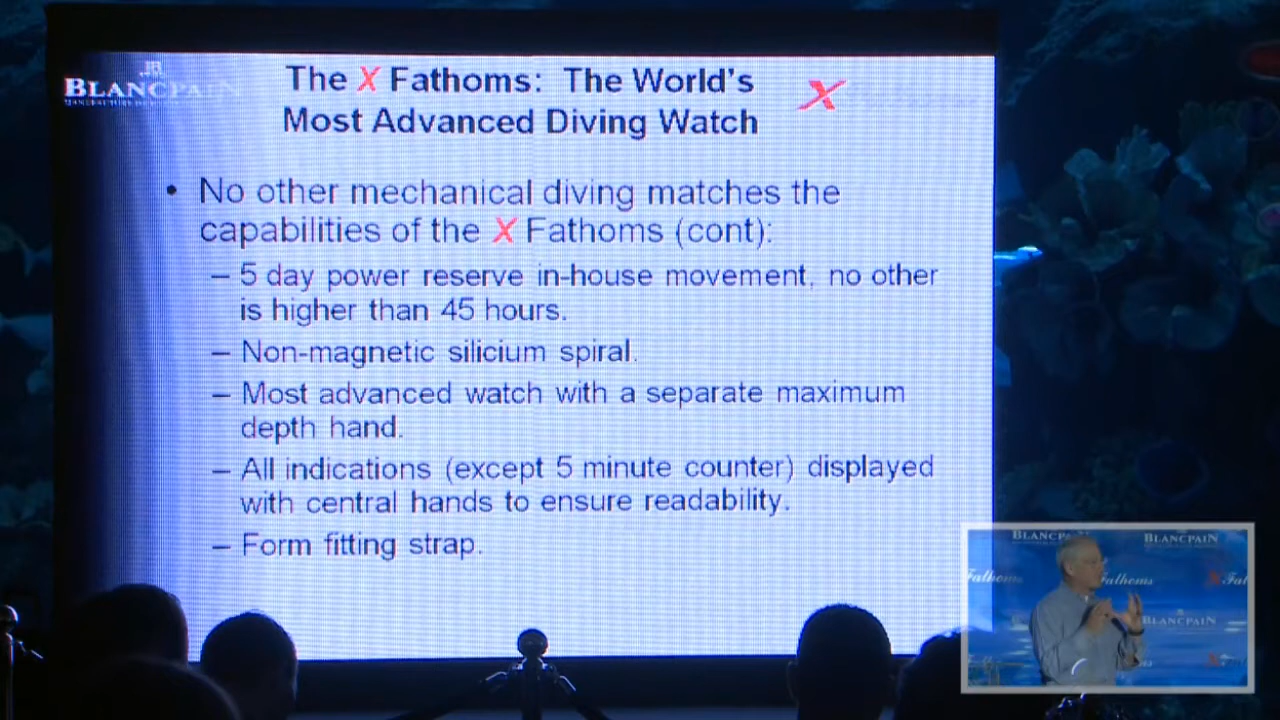 JB
BLANCPAIN
The X Fathoms: The World's
X
Most Advanced Diving Watch
• No other mechanical diving matches the
capabilities of the X Fathoms (cont):
– 5 day power reserve in-house movement, no other
is higher than 45 hours.
– Non-magnetic silicium spiral.
– Most advanced watch with a separate maximum
depth hand.
– All indications (except 5 minute counter) displayed
with central hands to ensure readability.
– Form fitting strap.
BLANCPAIN
Fathoms
Fathoms
X Fat
BLANCPAIN